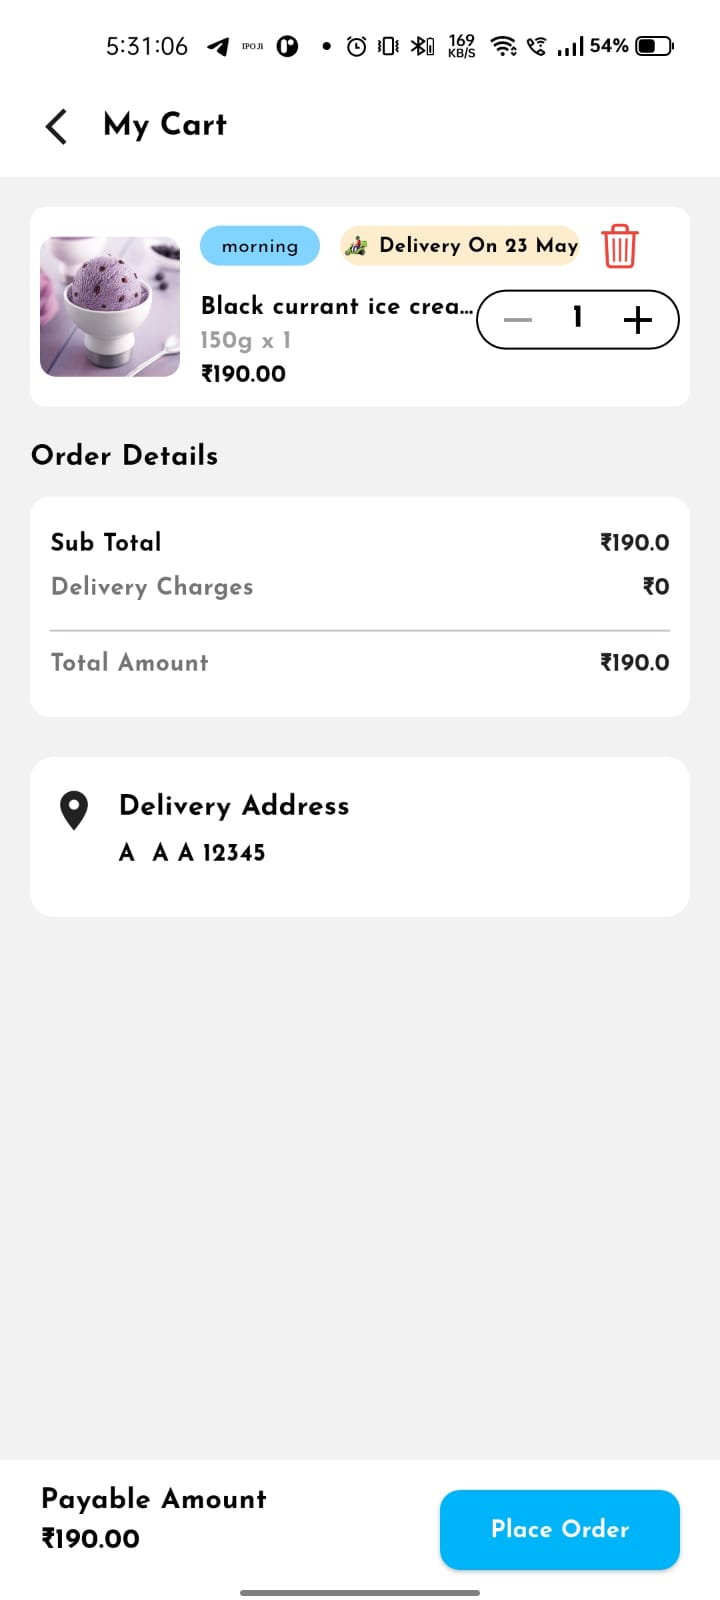 5:31:06 IPOJI 169 KB/S 54%
My Cart
morning Delivery On 23 May
Black currant ice crea... 1
150g x 1
₹190.00
Order Details
Sub Total ₹190.0
Delivery Charges ₹0
Total Amount ₹190.0
Delivery Address
A A A 12345
Payable Amount
₹190.00
Place Order